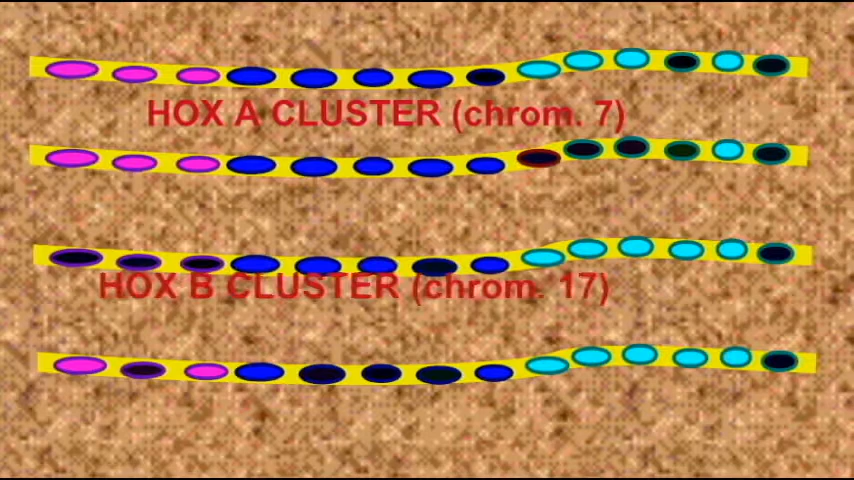 HOX A CLUSTER (chrom. 7)
HOX B CLUSTER (chrom. 17)